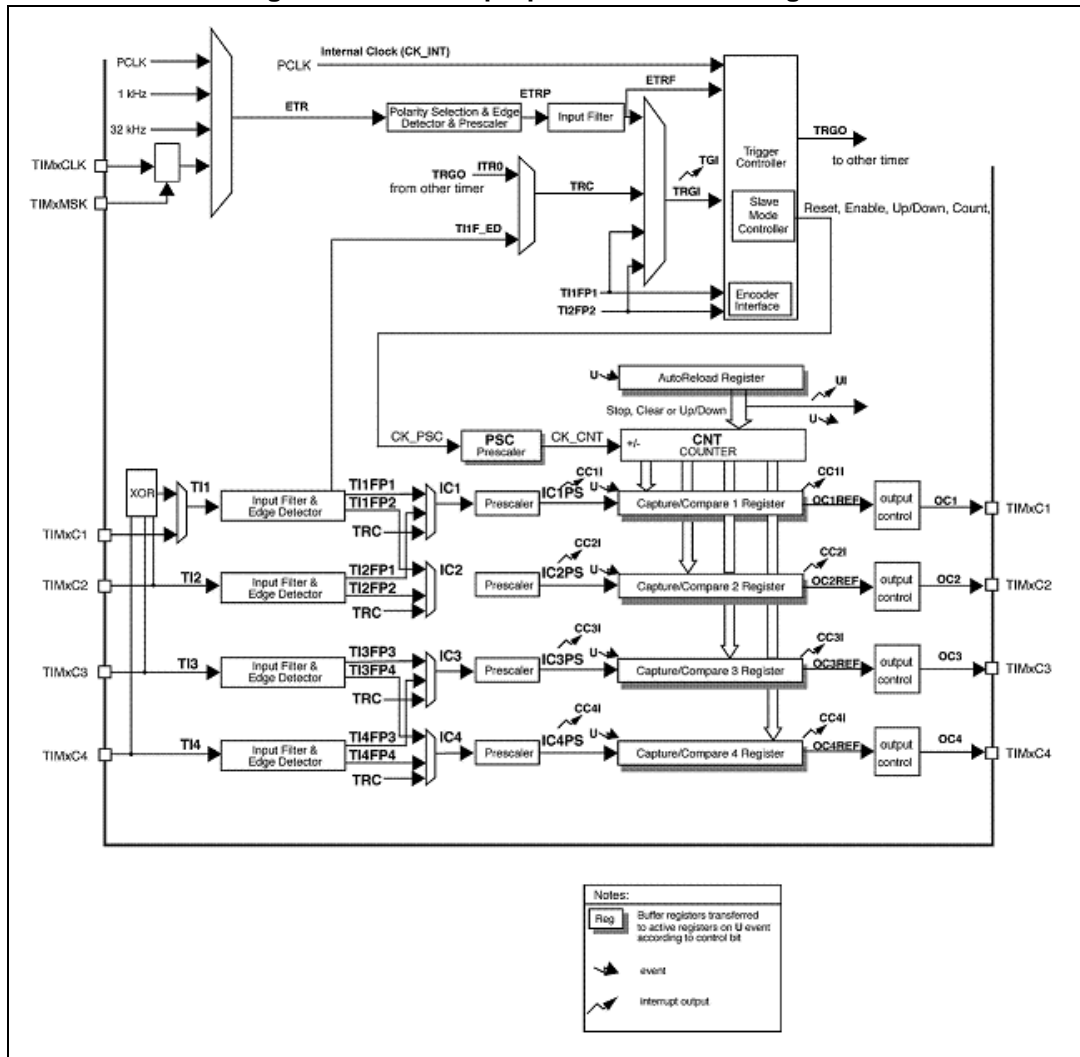 Internal Clock (CK_INT)
PCLK
PCLK
ETRF
1 kHz
ETR
ETRP
Polarity Selection & Edge
Detector & Prescaler
Input Filter
32 kHz
TRGO
to other timer
Trigger
Controller
TIMxCLK
TIMxMSK
ITR0
TRGO
from other timer
TRC
TGI
TRGI
Slave
Mode
Controller
Reset, Enable, Up/Down, Count,
TI1F_ED
TI1FP1
TI2FP2
Encoder
Interface
U
AutoReload Register
UI
Stop, Clear or Up/Down
U
CK_PSC
PSC
Prescaler
CK_CNT
+/-
CNT
COUNTER
XOR
TI1
Input Filter &
Edge Detector
TI1FP1
TI1FP2
TRC
IC1
Prescaler
IC1PS
CC1I
U
Capture/Compare 1 Register
CC1I
OC1REF
output
control
OC1
TIMxC1
TIMxC1
TIMxC2
TI2
Input Filter &
Edge Detector
TI2FP1
TI2FP2
TRC
IC2
Prescaler
IC2PS
CC2I
U
Capture/Compare 2 Register
CC2I
OC2REF
output
control
OC2
TIMxC2
TIMxC3
TI3
Input Filter &
Edge Detector
TI3FP3
TI3FP4
TRC
IC3
Prescaler
IC3PS
CC3I
U
Capture/Compare 3 Register
CC3I
OC3REF
output
control
OC3
TIMxC3
TIMxC4
TI4
Input Filter &
Edge Detector
TI4FP3
TI4FP4
TRC
IC4
Prescaler
IC4PS
CC4I
U
Capture/Compare 4 Register
CC4I
OC4REF
output
control
OC4
TIMxC4
Notes:
Reg
Buffer registers transferred
to active registers on U event
according to control bit
event
interrupt output